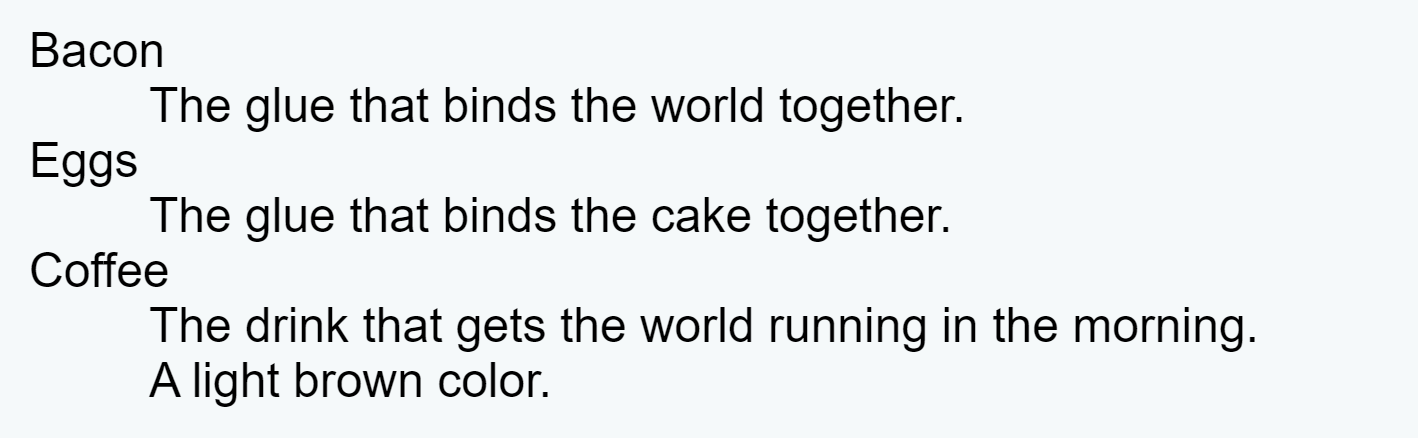 Bacon
The glue that binds the world together.
Eggs
The glue that binds the cake together.
Coffee
The drink that gets the world running in the morning.
A light brown color.